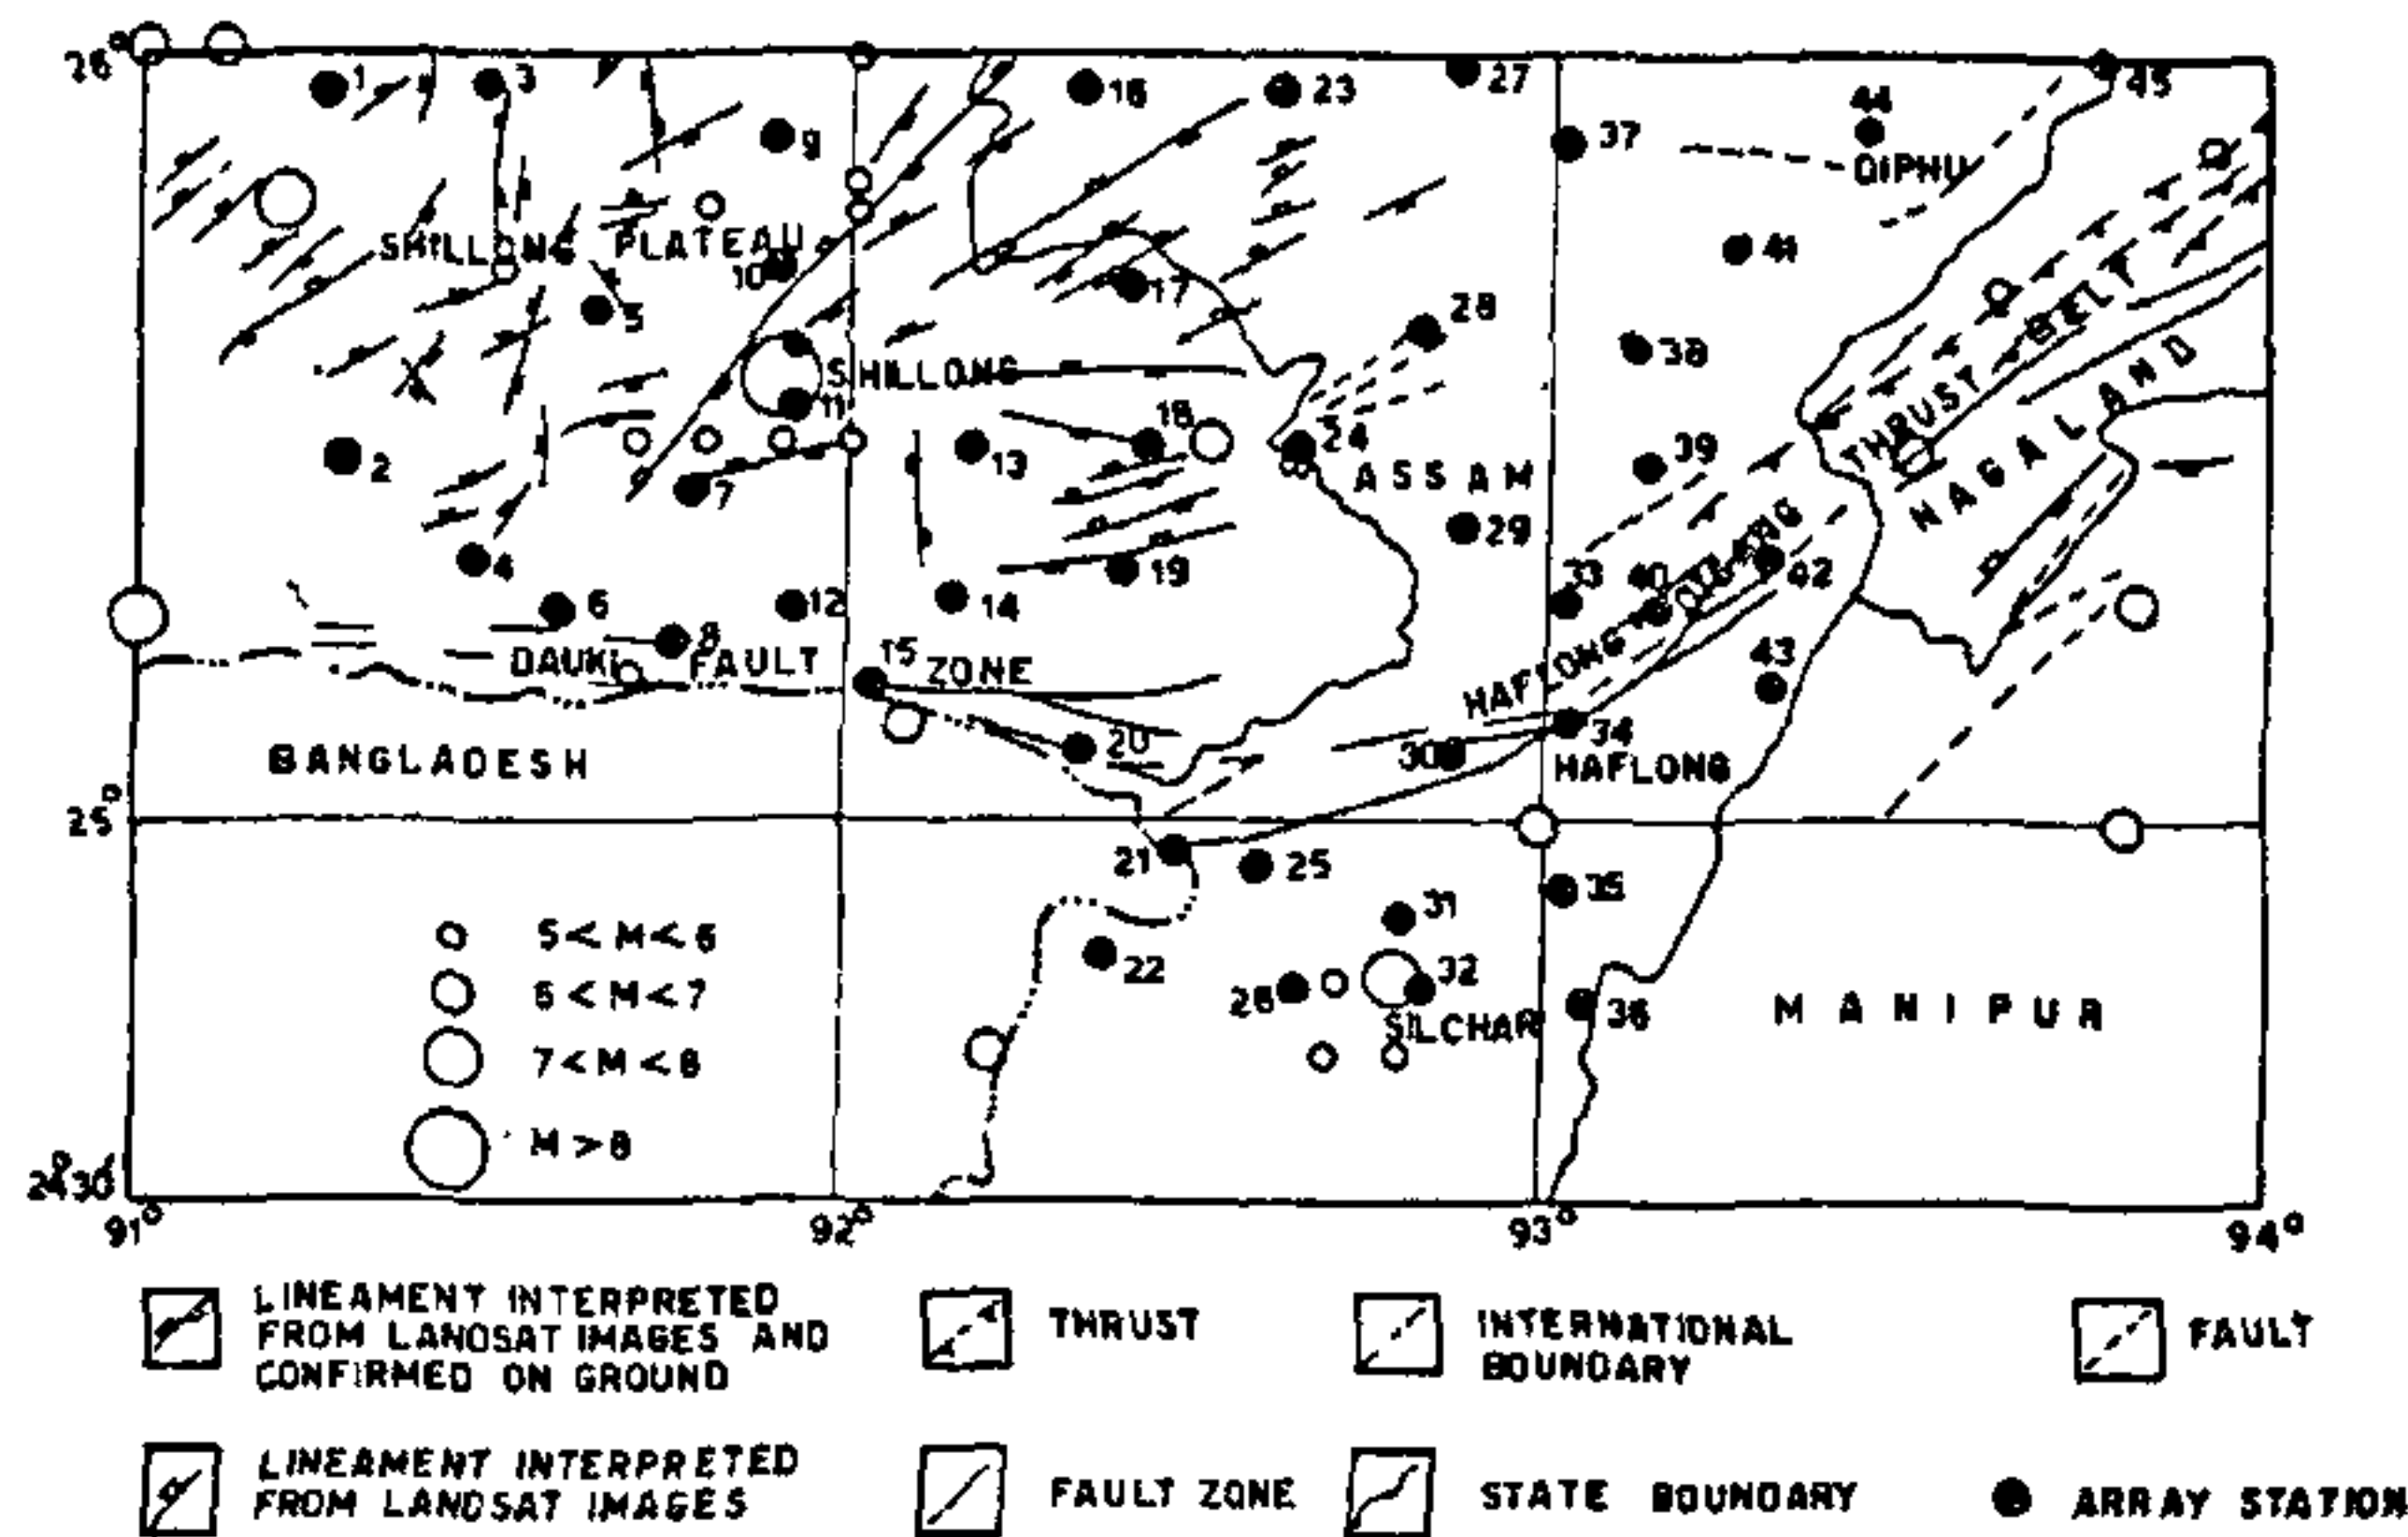 26°
1
3
16
23
27
45
44
9
37
DIPHU
SHILLONG PLATEAU
10
41
17
5
28
THRUST BELT
38
SHILLONG
11
NAGALAND
18
2
13
24
39
ASSAM
7
29
4
19
33
40
DISANG
42
6
12
14
8
DAUKI FAULT ZONE
15
HAFLONG
43
34
20
30
BANGLADESH
HAFLONG
25°
21
25
35
31
5 < M < 6
22
32
6 < M < 7
26
SILCHAR
36
MANIPUR
7 < M < 8
M > 8
24°30'
91°
92°
93°
94°
LINEAMENT INTERPRETED
FROM LANDSAT IMAGES AND
CONFIRMED ON GROUND
THRUST
INTERNATIONAL
BOUNDARY
FAULT
LINEAMENT INTERPRETED
FROM LANDSAT IMAGES
FAULT ZONE
STATE BOUNDARY
ARRAY STATION